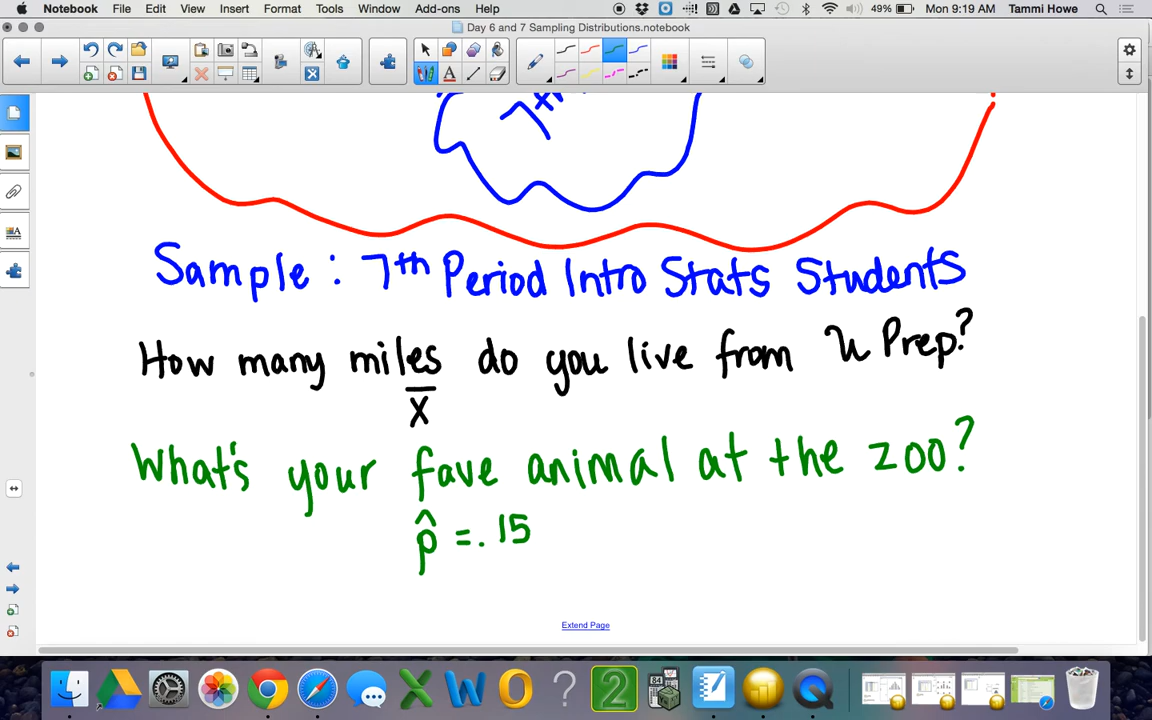 Notebook File Edit View Insert Format Tools Window Add-ons Help 49% Mon 9:19 AM Tammi Howe
Day 6 and 7 Sampling Distributions.notebook
7th
Sample : 7th Period Intro Stats Students
How many miles do you live from U Prep?
x̄
What's your fave animal at the zoo?
p̂ = .15
Extend Page